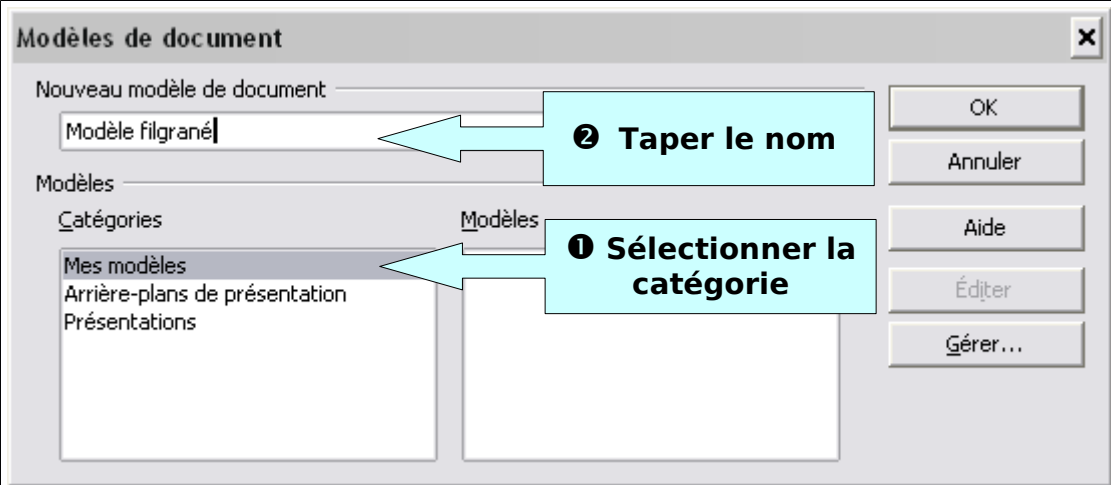 Modèles de document
Nouveau modèle de document
Modèle filgrané
❷ Taper le nom
OK
Annuler
Modèles
Catégories
Modèles
Aide
Mes modèles
Arrière-plans de présentation
Présentations
❶ Sélectionner la
catégorie
Éditer
Gérer...